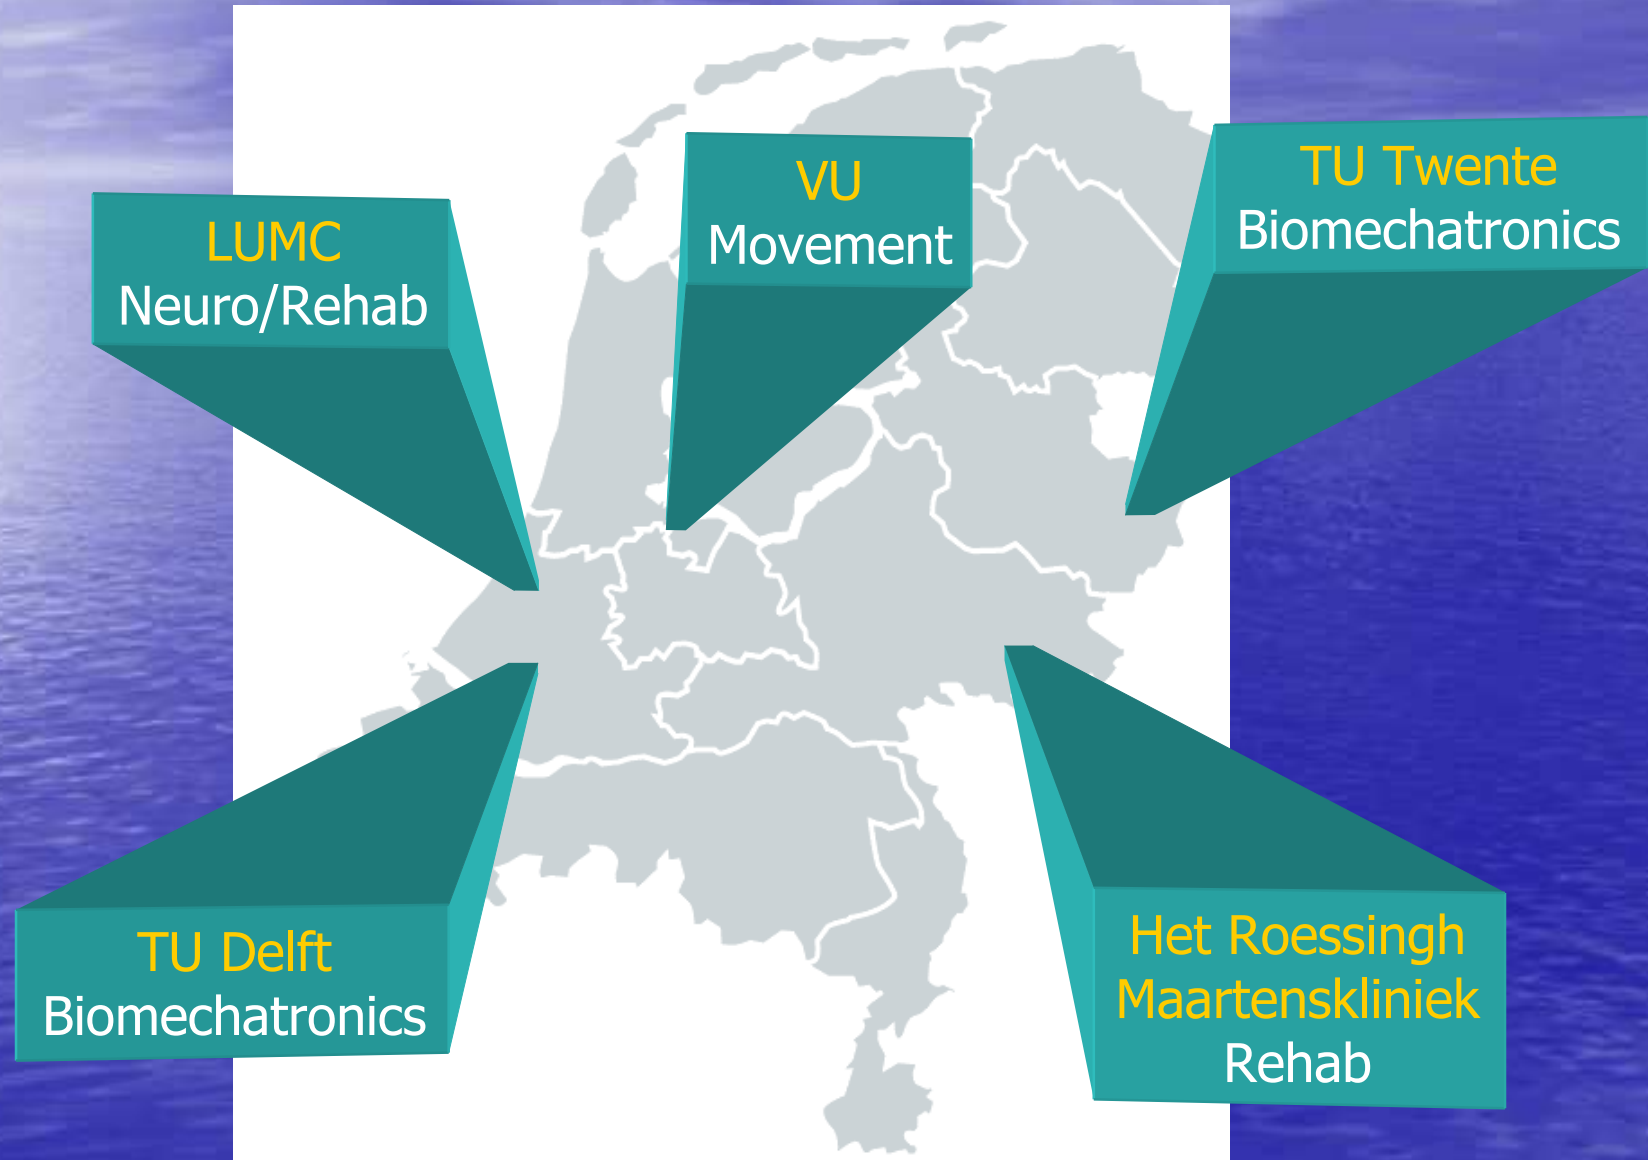 LUMC
Neuro/Rehab
VU
Movement
TU Twente
Biomechatronics
TU Delft
Biomechatronics
Het Roessingh
Maartenskliniek
Rehab